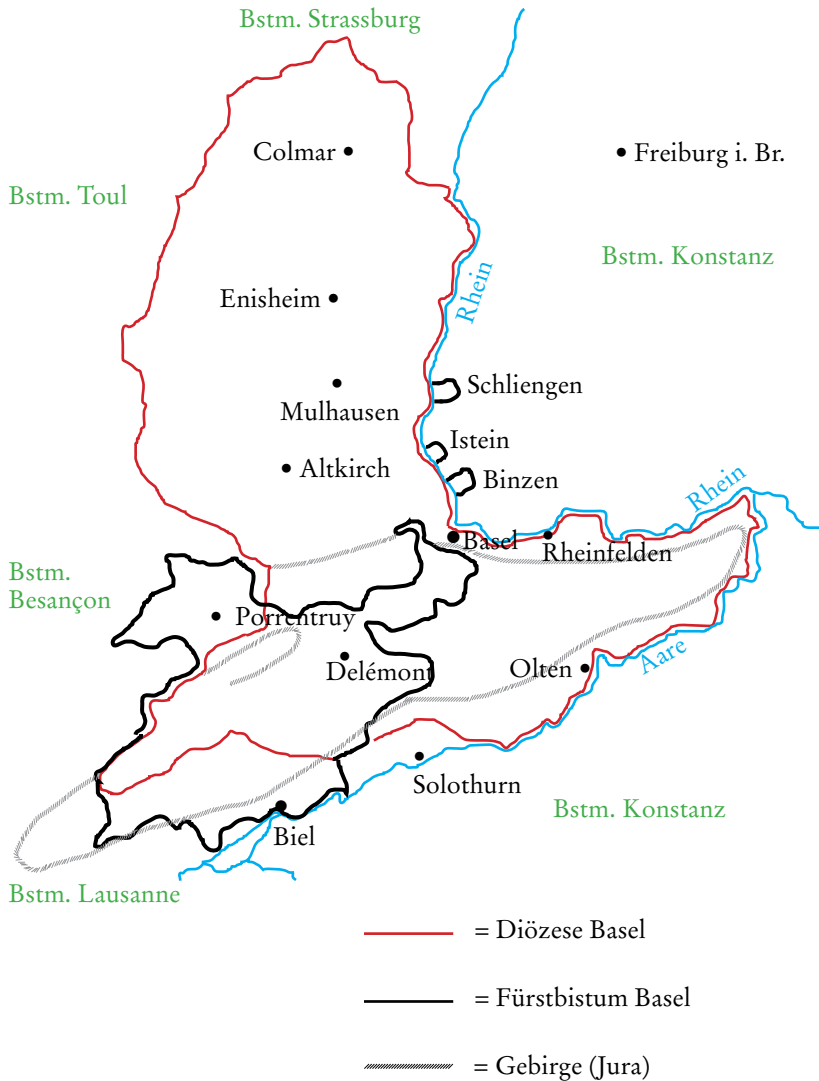 Bstm. Strassburg
Colmar
Freiburg i. Br.
Bstm. Toul
Bstm. Konstanz
Enisheim
Rhein
Schliengen
Mulhausen
Istein
Altkirch
Binzen
Rhein
Basel
Rheinfelden
Bstm.
Besançon
Porrentruy
Delémont
Olten
Aare
Solothurn
Bstm. Konstanz
Biel
Bstm. Lausanne
= Diözese Basel
= Fürstbistum Basel
= Gebirge (Jura)